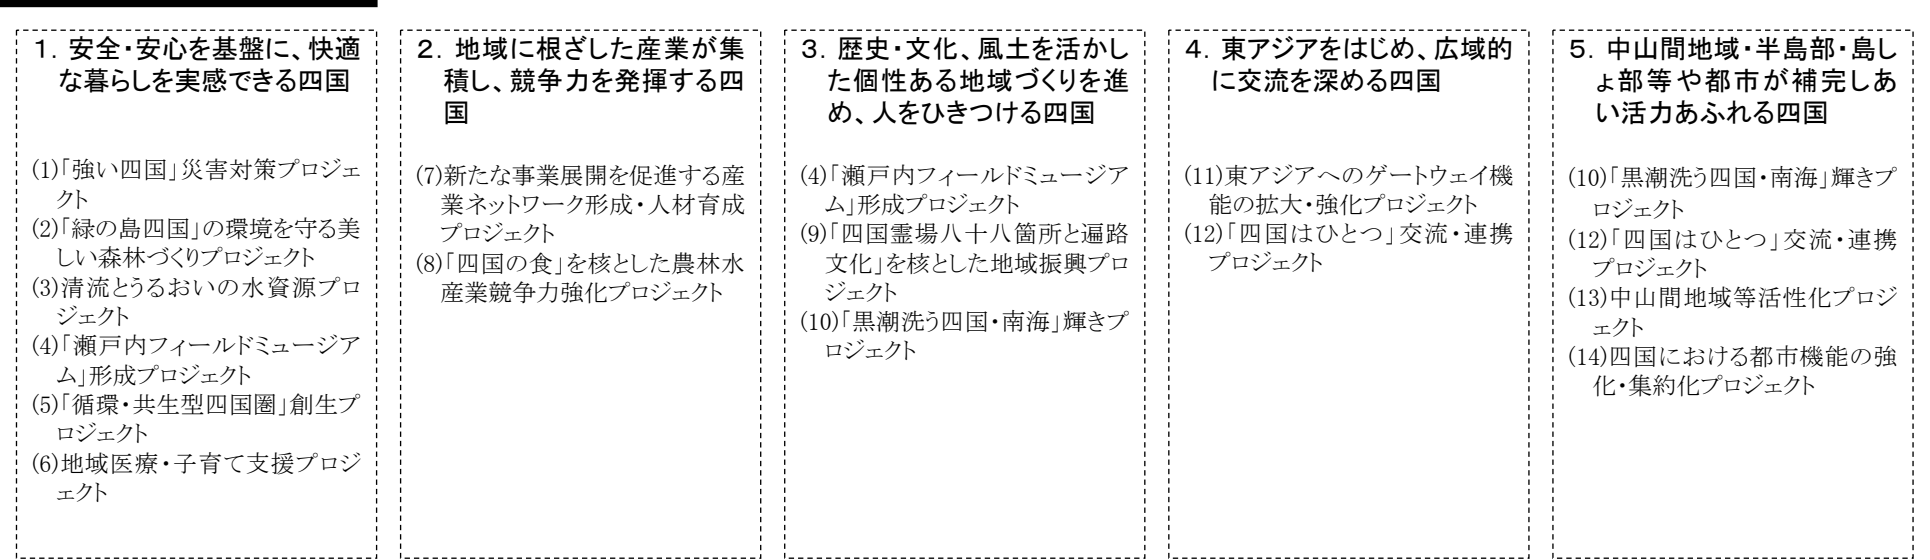 1．安全・安心を基盤に、快適
な暮らしを実感できる四国
(1)「強い四国」災害対策プロジェ
クト
(2)「緑の島四国」の環境を守る美
しい森林づくりプロジェクト
(3)清流とうるおいの水資源プロ
ジェクト
(4)「瀬戸内フィールドミュージア
ム」形成プロジェクト
(5)「循環・共生型四国圏」創生プ
ロジェクト
(6)地域医療・子育て支援プロジ
ェクト
2．地域に根ざした産業が集
積し、競争力を発揮する四
国
(7)新たな事業展開を促進する産
業ネットワーク形成・人材育成
プロジェクト
(8)「四国の食」を核とした農林水
産業競争力強化プロジェクト
3．歴史・文化、風土を活かし
た個性ある地域づくりを進
め、人をひきつける四国
(4)「瀬戸内フィールドミュージア
ム」形成プロジェクト
(9)「四国霊場八十八箇所と遍路
文化」を核とした地域振興プロ
ジェクト
(10)「黒潮洗う四国・南海」輝きプ
ロジェクト
4．東アジアをはじめ、広域的
に交流を深める四国
(11)東アジアへのゲートウェイ機
能の拡大・強化プロジェクト
(12)「四国はひとつ」交流・連携
プロジェクト
5．中山間地域・半島部・島し
ょ部等や都市が補完しあ
い活力あふれる四国
(10)「黒潮洗う四国・南海」輝きプ
ロジェクト
(12)「四国はひとつ」交流・連携
プロジェクト
(13)中山間地域等活性化プロジ
ェクト
(14)四国における都市機能の強
化・集約化プロジェクト